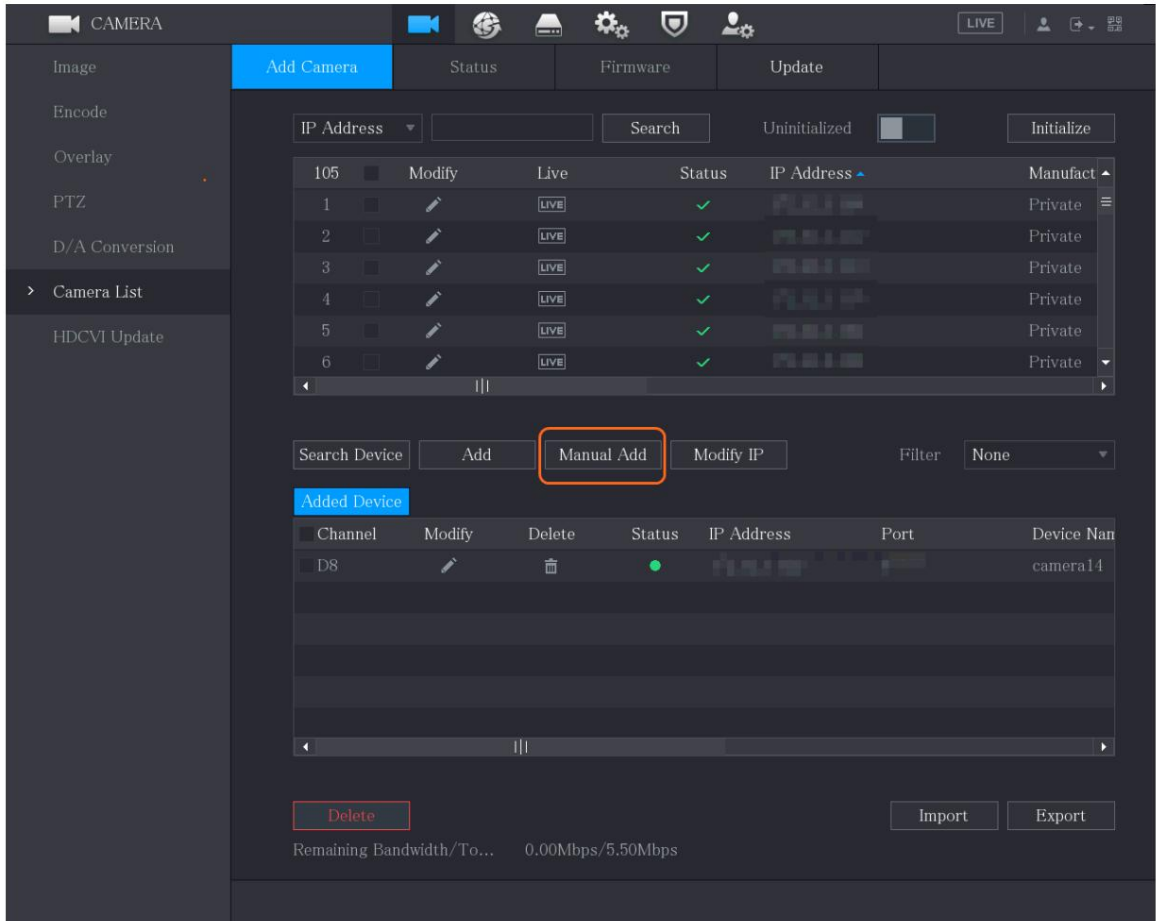 CAMERA LIVE
Image
Encode
Overlay
PTZ
D/A Conversion
Camera List
HDCVI Update
Add Camera Status Firmware Update
IP Address Search Uninitialized Initialize
105 Modify Live Status IP Address Manufact
1 LIVE Private
2 LIVE Private
3 LIVE Private
4 LIVE Private
5 LIVE Private
6 LIVE Private
Search Device Add Manual Add Modify IP Filter None
Added Device
Channel Modify Delete Status IP Address Port Device Nam
D8 camera14
Delete Import Export
Remaining Bandwidth/To... 0.00Mbps/5.50Mbps